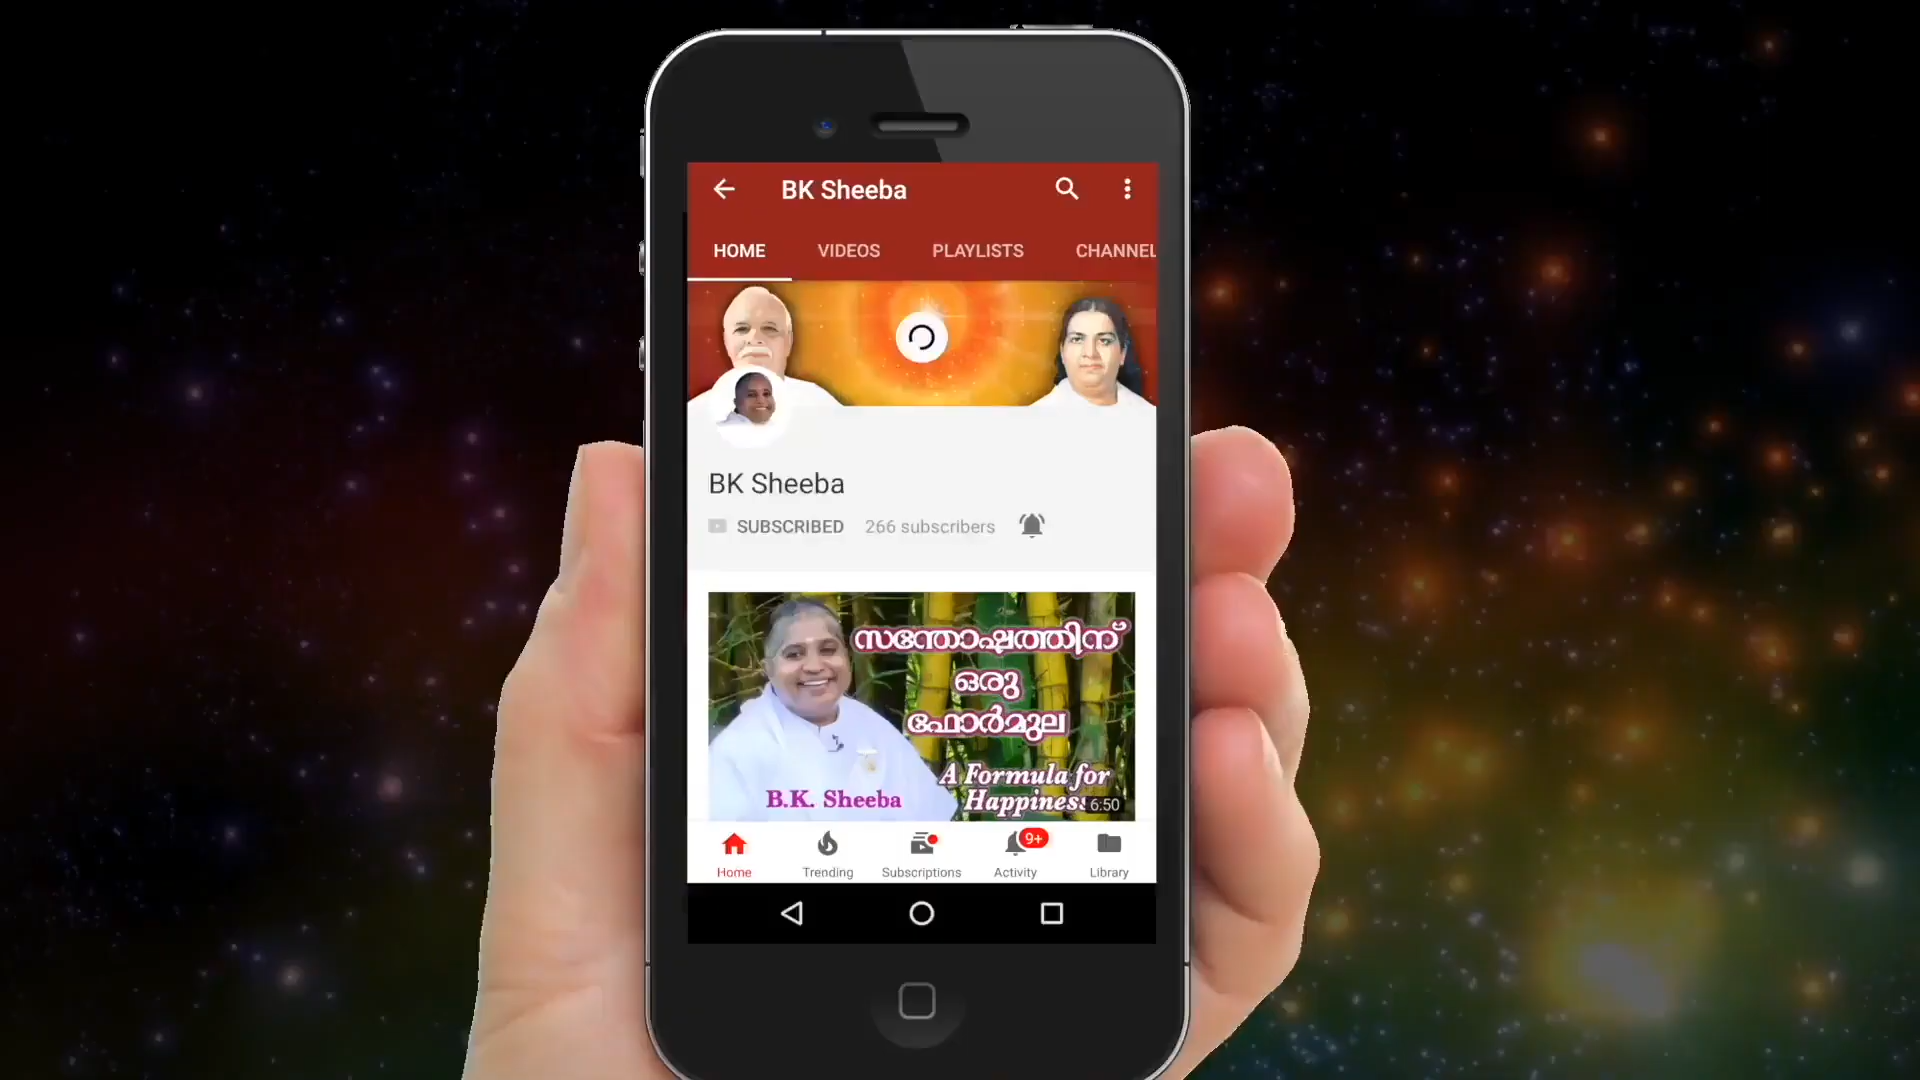 BK Sheeba
HOME VIDEOS PLAYLISTS CHANNEL
BK Sheeba
SUBSCRIBED 266 subscribers
സന്തോഷത്തിന്
ഒരു
ഫോർമുല
A Formula for
Happiness
B.K. Sheeba
6:50
Home Trending Subscriptions Activity Library
9+